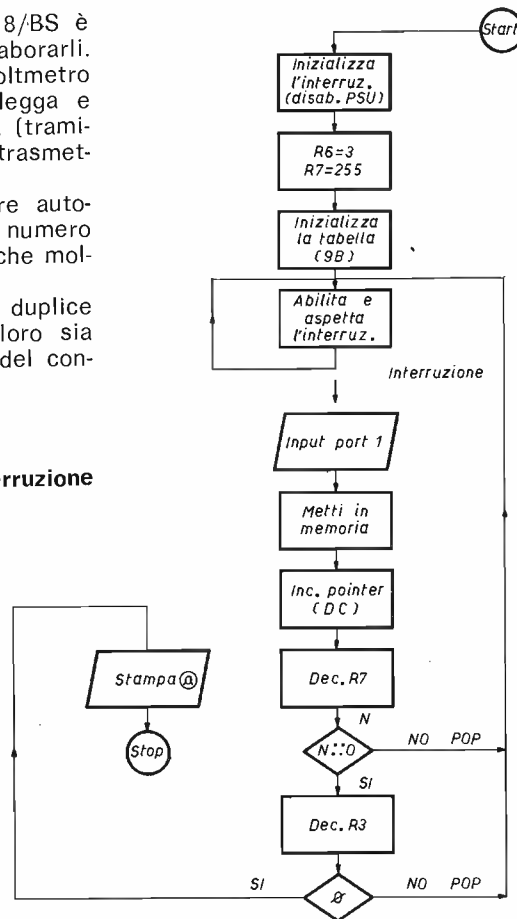 8/BS è
aborarli.
oltmetro
legga e
(trami-
trasmet-
re auto-
numero
che mol-
duplice
loro sia
del con-
erruzione
Start
Inizializza
l'interruz.
(disab. PSU)
R6=3
R7=255
Inizializza
la tabella
(9B)
Abilita e
aspetta
l'interruz.
Interruzione
Input port 1
Metti in
memoria
Inc. pointer
(DC)
Dec. R7
N
N::0
NO POP
SI
Dec. R3
Ø
NO POP
SI
Stampa @
Stop